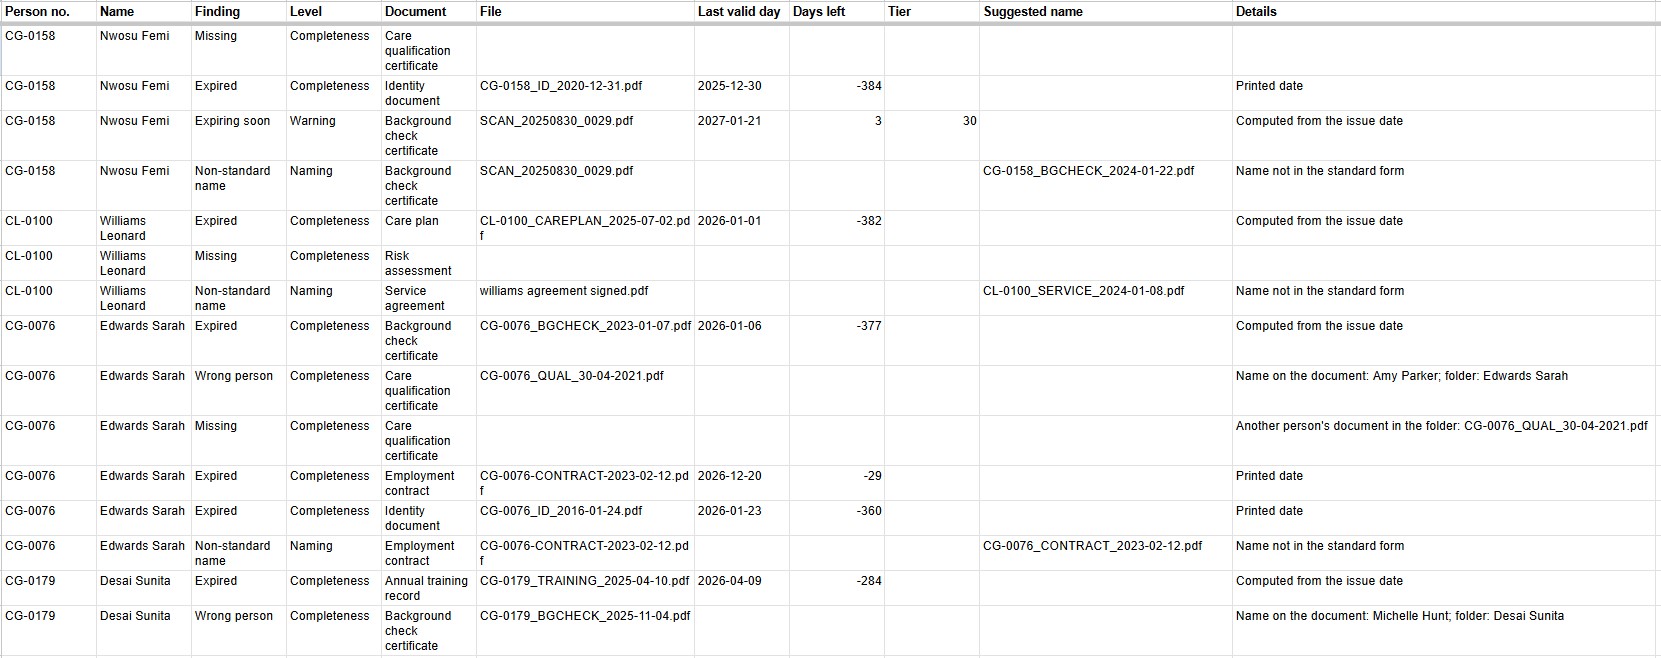 Person no. Name Finding Level Document File Last valid day Days left Tier Suggested name Details
CG-0158 Nwosu Femi Missing Completeness Care
qualification
certificate
CG-0158 Nwosu Femi Expired Completeness Identity CG-0158_ID_2020-12-31.pdf 2025-12-30 -384 Printed date
document
CG-0158 Nwosu Femi Expiring soon Warning Background SCAN_20250830_0029.pdf 2027-01-21 3 30 Computed from the issue date
check
certificate
CG-0158 Nwosu Femi Non-standard Naming Background SCAN_20250830_0029.pdf CG-0158_BGCHECK_2024-01-22.pdf Name not in the standard form
name check
certificate
CL-0100 Williams Expired Completeness Care plan CL-0100_CAREPLAN_2025-07-02.pd 2026-01-01 -382 Computed from the issue date
Leonard f
CL-0100 Williams Missing Completeness Risk
Leonard assessment
CL-0100 Williams Non-standard Naming Service williams agreement signed.pdf CL-0100_SERVICE_2024-01-08.pdf Name not in the standard form
Leonard name agreement
CG-0076 Edwards Sarah Expired Completeness Background CG-0076_BGCHECK_2023-01-07.pdf 2026-01-06 -377 Computed from the issue date
check
certificate
CG-0076 Edwards Sarah Wrong person Completeness Care CG-0076_QUAL_30-04-2021.pdf Name on the document: Amy Parker; folder: Edwards Sarah
qualification
certificate
CG-0076 Edwards Sarah Missing Completeness Care Another person's document in the folder: CG-0076_QUAL_30-04-2021.pdf
qualification
certificate
CG-0076 Edwards Sarah Expired Completeness Employment CG-0076-CONTRACT-2023-02-12.pd 2026-12-20 -29 Printed date
contract f
CG-0076 Edwards Sarah Expired Completeness Identity CG-0076_ID_2016-01-24.pdf 2026-01-23 -360 Printed date
document
CG-0076 Edwards Sarah Non-standard Naming Employment CG-0076-CONTRACT-2023-02-12.pd CG-0076_CONTRACT_2023-02-12.pdf Name not in the standard form
name contract f
CG-0179 Desai Sunita Expired Completeness Annual training CG-0179_TRAINING_2025-04-10.pdf 2026-04-09 -284 Computed from the issue date
record
CG-0179 Desai Sunita Wrong person Completeness Background CG-0179_BGCHECK_2025-11-04.pdf Name on the document: Michelle Hunt; folder: Desai Sunita
check
certificate